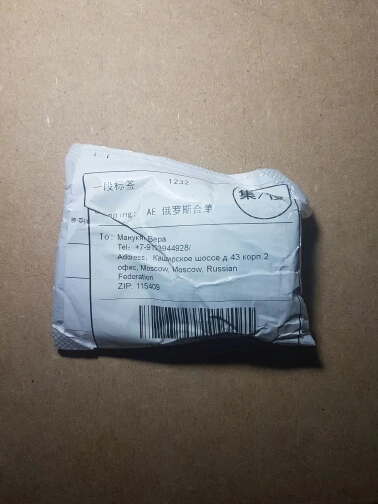 一段标签 1232
集
AE 俄罗斯合单
To: Манукян Вера
Address: Каширское шоссе д.43 корп.2
офис, Moscow, Moscow, Russian
Federation
ZIP: 115409